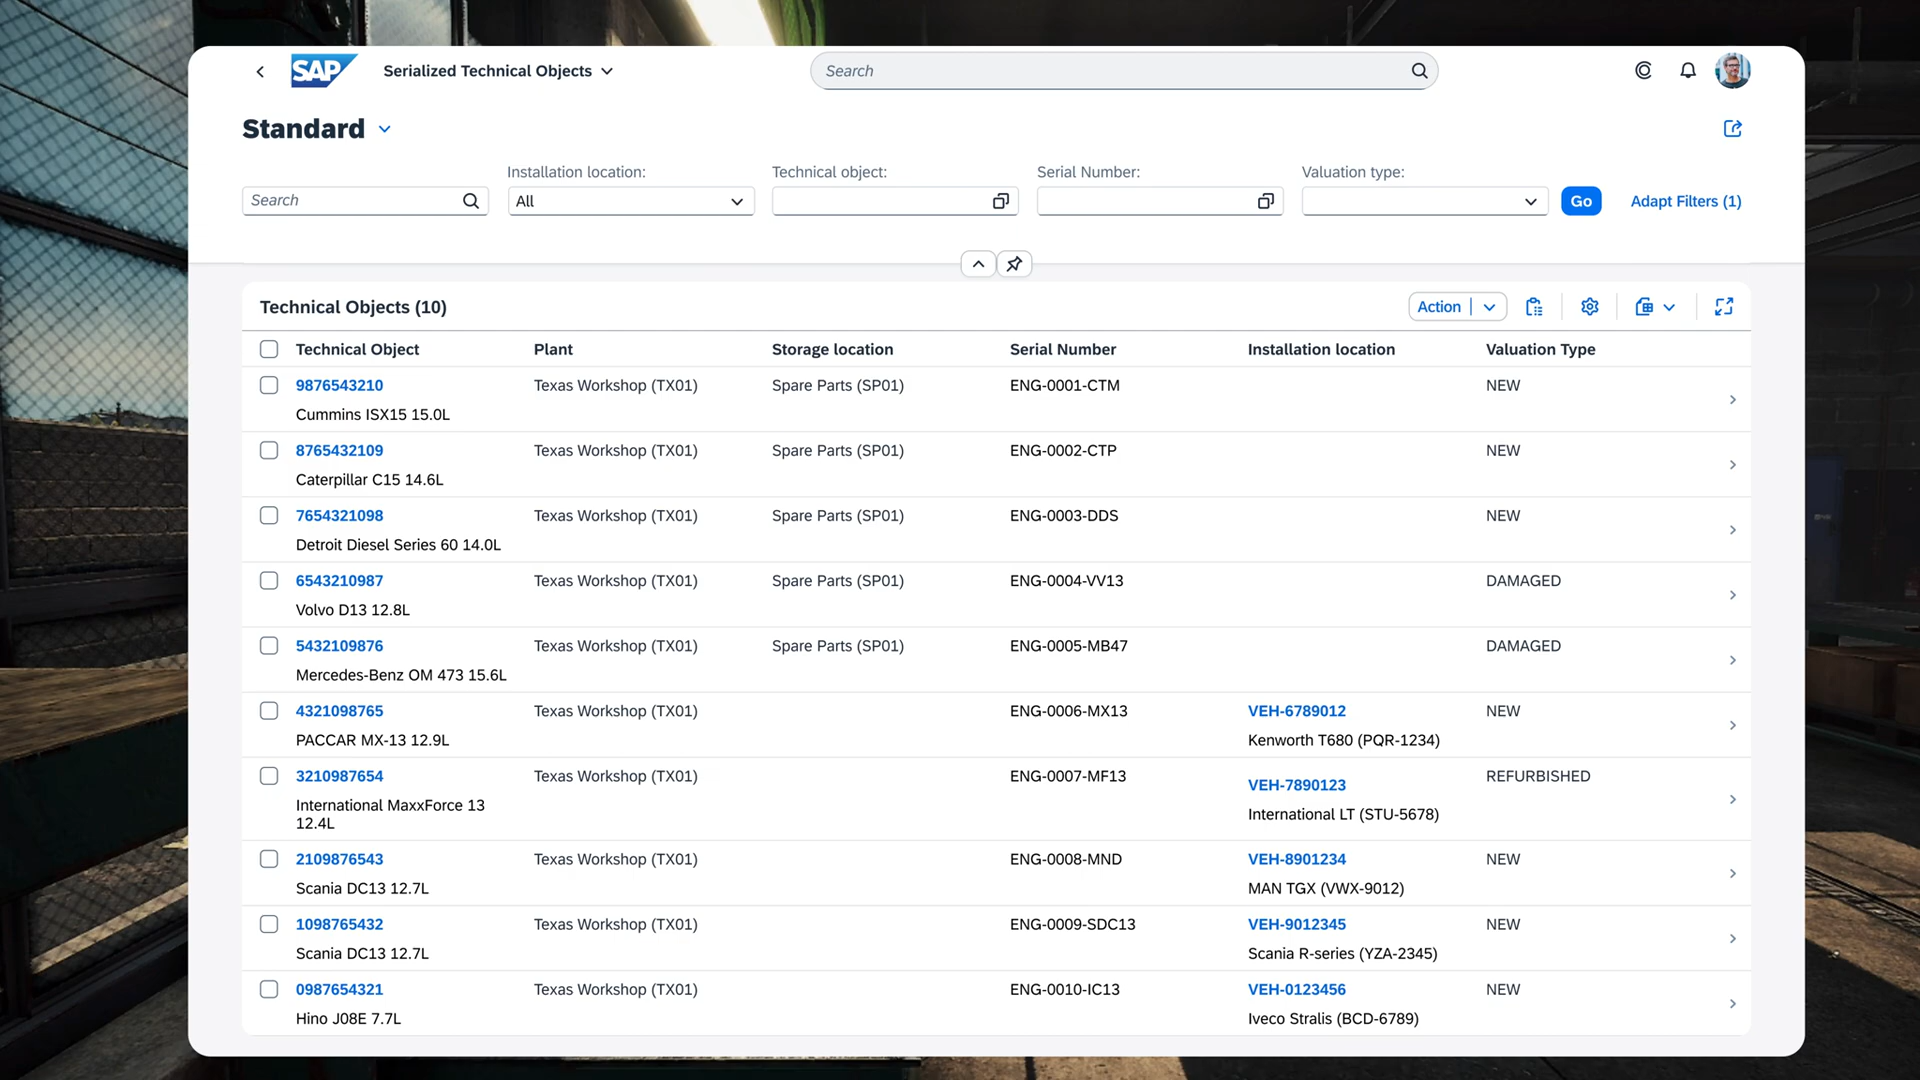 SAP Serialized Technical Objects Search
Standard
Installation location: Technical object: Serial Number: Valuation type:
Search All Go Adapt Filters (1)
Technical Objects (10) Action
Technical Object Plant Storage location Serial Number Installation location Valuation Type
9876543210 Texas Workshop (TX01) Spare Parts (SP01) ENG-0001-CTM NEW
Cummins ISX15 15.0L
8765432109 Texas Workshop (TX01) Spare Parts (SP01) ENG-0002-CTP NEW
Caterpillar C15 14.6L
7654321098 Texas Workshop (TX01) Spare Parts (SP01) ENG-0003-DDS NEW
Detroit Diesel Series 60 14.0L
6543210987 Texas Workshop (TX01) Spare Parts (SP01) ENG-0004-VV13 DAMAGED
Volvo D13 12.8L
5432109876 Texas Workshop (TX01) Spare Parts (SP01) ENG-0005-MB47 DAMAGED
Mercedes-Benz OM 473 15.6L
4321098765 Texas Workshop (TX01) ENG-0006-MX13 VEH-6789012 NEW
PACCAR MX-13 12.9L Kenworth T680 (PQR-1234)
3210987654 Texas Workshop (TX01) ENG-0007-MF13 VEH-7890123 REFURBISHED
International MaxxForce 13 International LT (STU-5678)
12.4L
2109876543 Texas Workshop (TX01) ENG-0008-MND VEH-8901234 NEW
Scania DC13 12.7L MAN TGX (VWX-9012)
1098765432 Texas Workshop (TX01) ENG-0009-SDC13 VEH-9012345 NEW
Scania DC13 12.7L Scania R-series (YZA-2345)
0987654321 Texas Workshop (TX01) ENG-0010-IC13 VEH-0123456 NEW
Hino J08E 7.7L Iveco Stralis (BCD-6789)